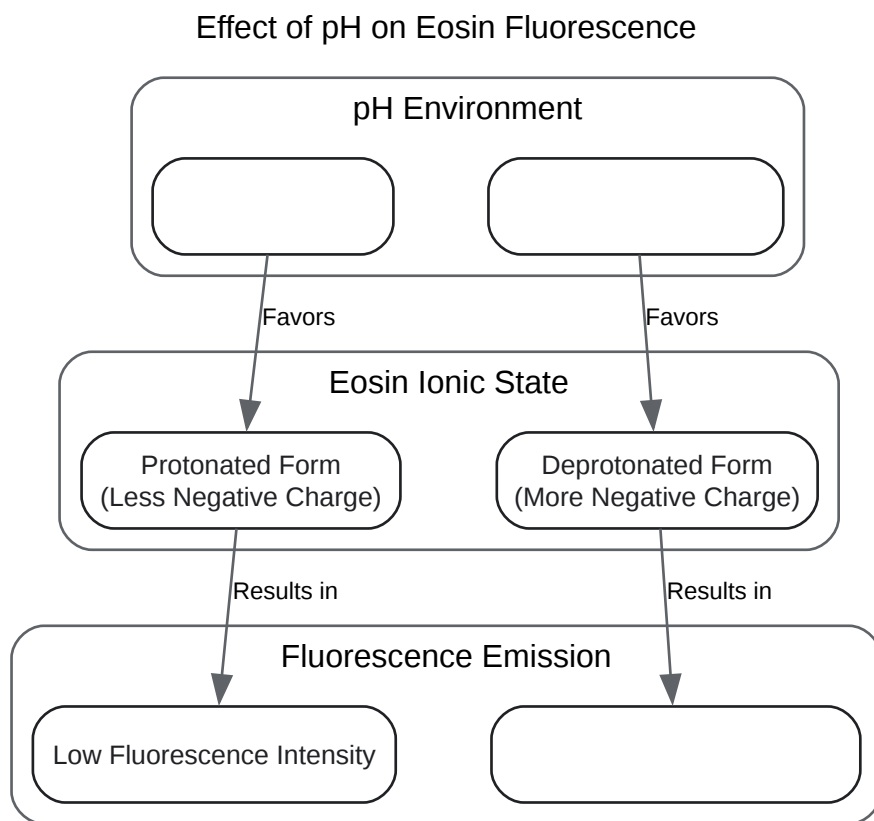 Effect of pH on Eosin Fluorescence
pH Environment
Favors
Favors
Eosin Ionic State
Protonated Form
(Less Negative Charge)
Deprotonated Form
(More Negative Charge)
Results in
Results in
Fluorescence Emission
Low Fluorescence Intensity